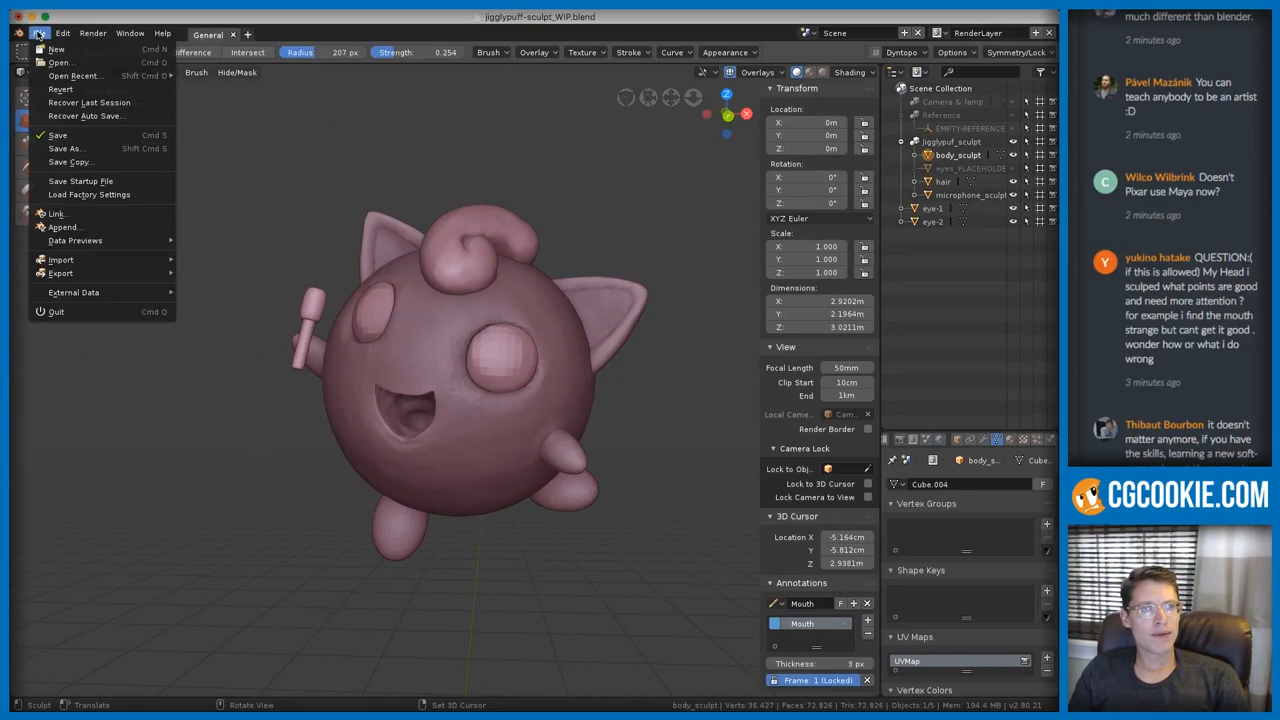 jigglypuff-sculpt_WIP.blend
Edit Render Window Help General
Scene RenderLayer
Difference Intersect Radius: 207 px Strength: 0.254 Brush Overlay Texture Stroke Curve Appearance Dyntopo Options Symmetry/Lock
Brush Hide/Mask Overlays Shading
New Cmd N
Open... Cmd O
Open Recent... Shift Cmd O
Revert
Recover Last Session
Recover Auto Save...
Save Cmd S
Save As... Shift Cmd S
Save Copy...
Save Startup File
Load Factory Settings
Link...
Append...
Data Previews
Import
Export
External Data
Quit Cmd Q
Z
Y
X
Transform
Location:
X: 0m
Y: 0m
Z: 0m
Rotation:
X: 0°
Y: 0°
Z: 0°
XYZ Euler
Scale:
X: 1.000
Y: 1.000
Z: 1.000
Dimensions:
X: 2.9202m
Y: 2.1964m
Z: 3.0211m
View
Focal Length 50mm
Clip Start 10cm
End 1km
Local Came... Cam...
Render Border
Camera Lock
Lock to Obj...
Lock to 3D Cursor
Lock Camera to View
3D Cursor
Location X -5.164cm
Y -5.812cm
Z 2.9381m
Annotations
Mouth F
Mouth
Thickness: 3 px
Frame: 1 (Locked)
Scene Collection
Camera & lamp
Reference
EMPTY-REFERENCE
Jigglypuf_sculpt
body_sculpt
eyes_PLACEHOLDE
hair
microphone_sculpt
eye-1
eye-2
body_s... Cube...
Cube.004 F
Vertex Groups
Shape Keys
UV Maps
UVMap
Vertex Colors
Sculpt Translate Rotate View Set 3D Cursor body_sculpt | Verts:36,427 | Faces:72,826 | Tris:72,826 | Objects:1/5 | Mem: 194.4 MB | v2.80.21
much different than blender.
2 minutes ago
Pável Mazánik You can
teach anybody to be an artist
:D
2 minutes ago
C
Wilco Wilbrink Doesn't
Pixar use Maya now?
2 minutes ago
Y
yukino hatake QUESTION:(
if this is allowed) My Head i
sculped what points are good
and need more attention ?
for example i find the mouth
strange but cant get it good .
wonder how or what i do
wrong
3 minutes ago
Thibaut Bourbon it doesn't
matter anymore, if you have
the skills, learning a new soft-
CGCOOKIE.COM